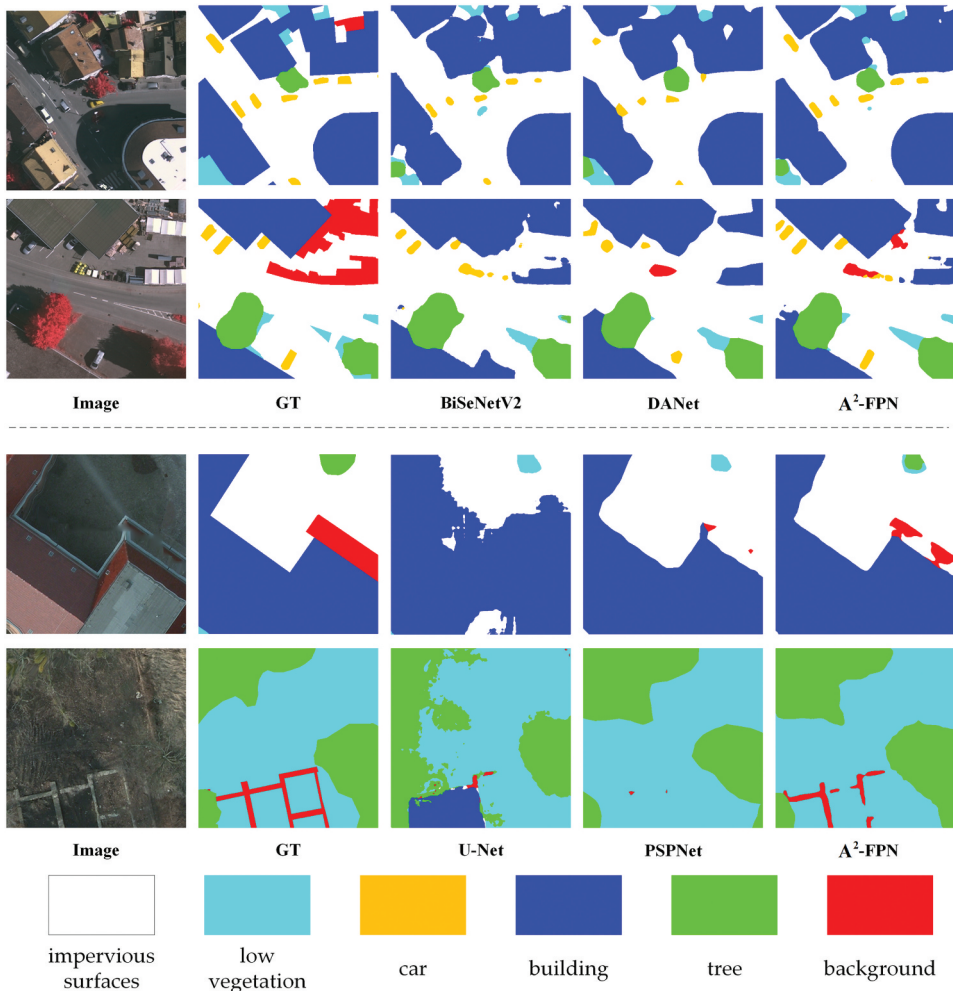 Image GT BiSeNetV2 DANet A²-FPN
Image GT U-Net PSPNet A²-FPN
impervious surfaces
low vegetation
car
building
tree
background